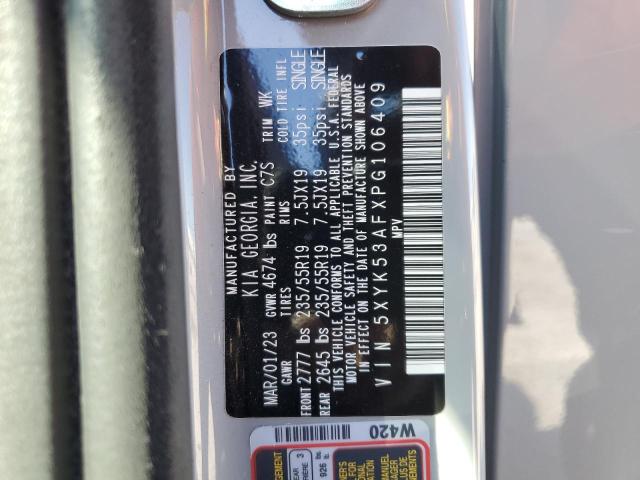 MANUFACTURED BY
KIA GEORGIA, INC.
MAR/01/23 GVWR 4674 lbs PAINT C7S TRIM WK
GAWR TIRES RIMS COLD TIRE INFL
FRONT 2777 lbs 235/55R19 7.5JX19 35psi SINGLE
REAR 2645 lbs 235/55R19 7.5JX19 35psi SINGLE
THIS VEHICLE CONFORMS TO ALL APPLICABLE U.S.A. FEDERAL
MOTOR VEHICLE SAFETY AND THEFT PREVENTION STANDARDS
IN EFFECT ON THE DATE OF MANUFACTURE SHOWN ABOVE
VIN 5XYK53AFXPG106409
MPV
W420
3
926